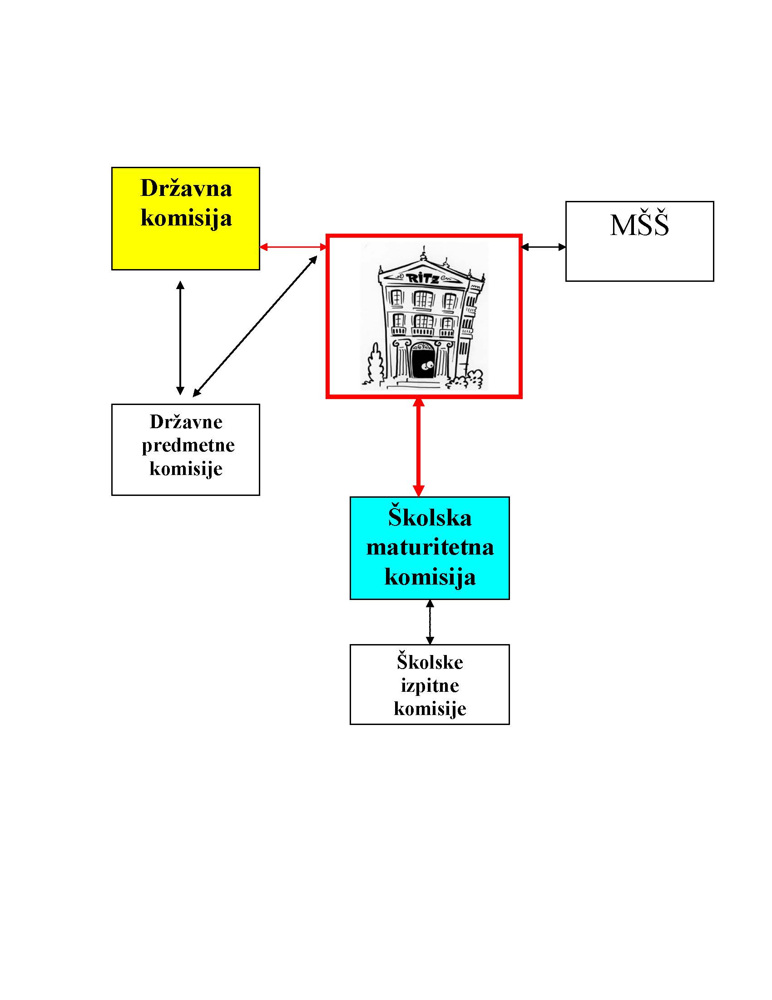 Državna
komisija
MŠŠ
RITZ
Državne
predmetne
komisije
Školska
maturitetna
komisija
Školske
izpitne
komisije